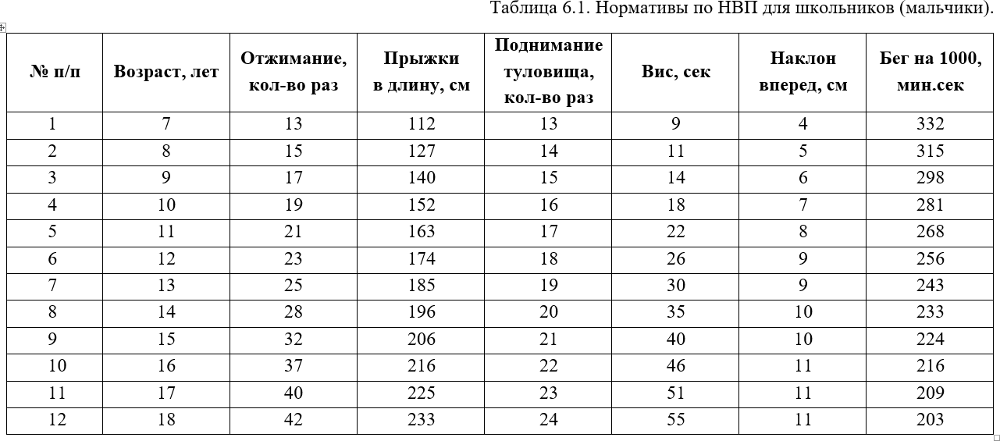 Таблица 6.1. Нормативы по НВП для школьников (мальчики).
№ п/п Возраст, лет Отжимание, кол-во раз Прыжки в длину, см Поднимание туловища, кол-во раз Вис, сек Наклон вперед, см Бег на 1000, мин.сек
1 7 13 112 13 9 4 332
2 8 15 127 14 11 5 315
3 9 17 140 15 14 6 298
4 10 19 152 16 18 7 281
5 11 21 163 17 22 8 268
6 12 23 174 18 26 9 256
7 13 25 185 19 30 9 243
8 14 28 196 20 35 10 233
9 15 32 206 21 40 10 224
10 16 37 216 22 46 11 216
11 17 40 225 23 51 11 209
12 18 42 233 24 55 11 203